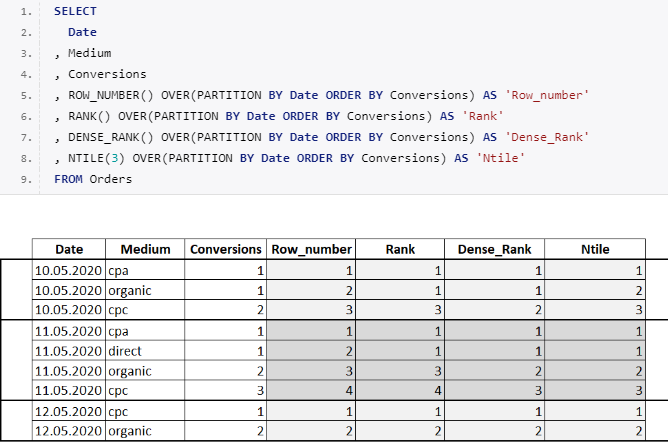 1. SELECT
2. Date
3. , Medium
4. , Conversions
5. , ROW_NUMBER() OVER(PARTITION BY Date ORDER BY Conversions) AS 'Row_number'
6. , RANK() OVER(PARTITION BY Date ORDER BY Conversions) AS 'Rank'
7. , DENSE_RANK() OVER(PARTITION BY Date ORDER BY Conversions) AS 'Dense_Rank'
8. , NTILE(3) OVER(PARTITION BY Date ORDER BY Conversions) AS 'Ntile'
9. FROM Orders
Date Medium Conversions Row_number Rank Dense_Rank Ntile
10.05.2020 cpa 1 1 1 1 1
10.05.2020 organic 1 2 1 1 2
10.05.2020 cpc 2 3 3 2 3
11.05.2020 cpa 1 1 1 1 1
11.05.2020 direct 1 2 1 1 1
11.05.2020 organic 2 3 3 2 2
11.05.2020 cpc 3 4 4 3 3
12.05.2020 cpc 1 1 1 1 1
12.05.2020 organic 2 2 2 2 2